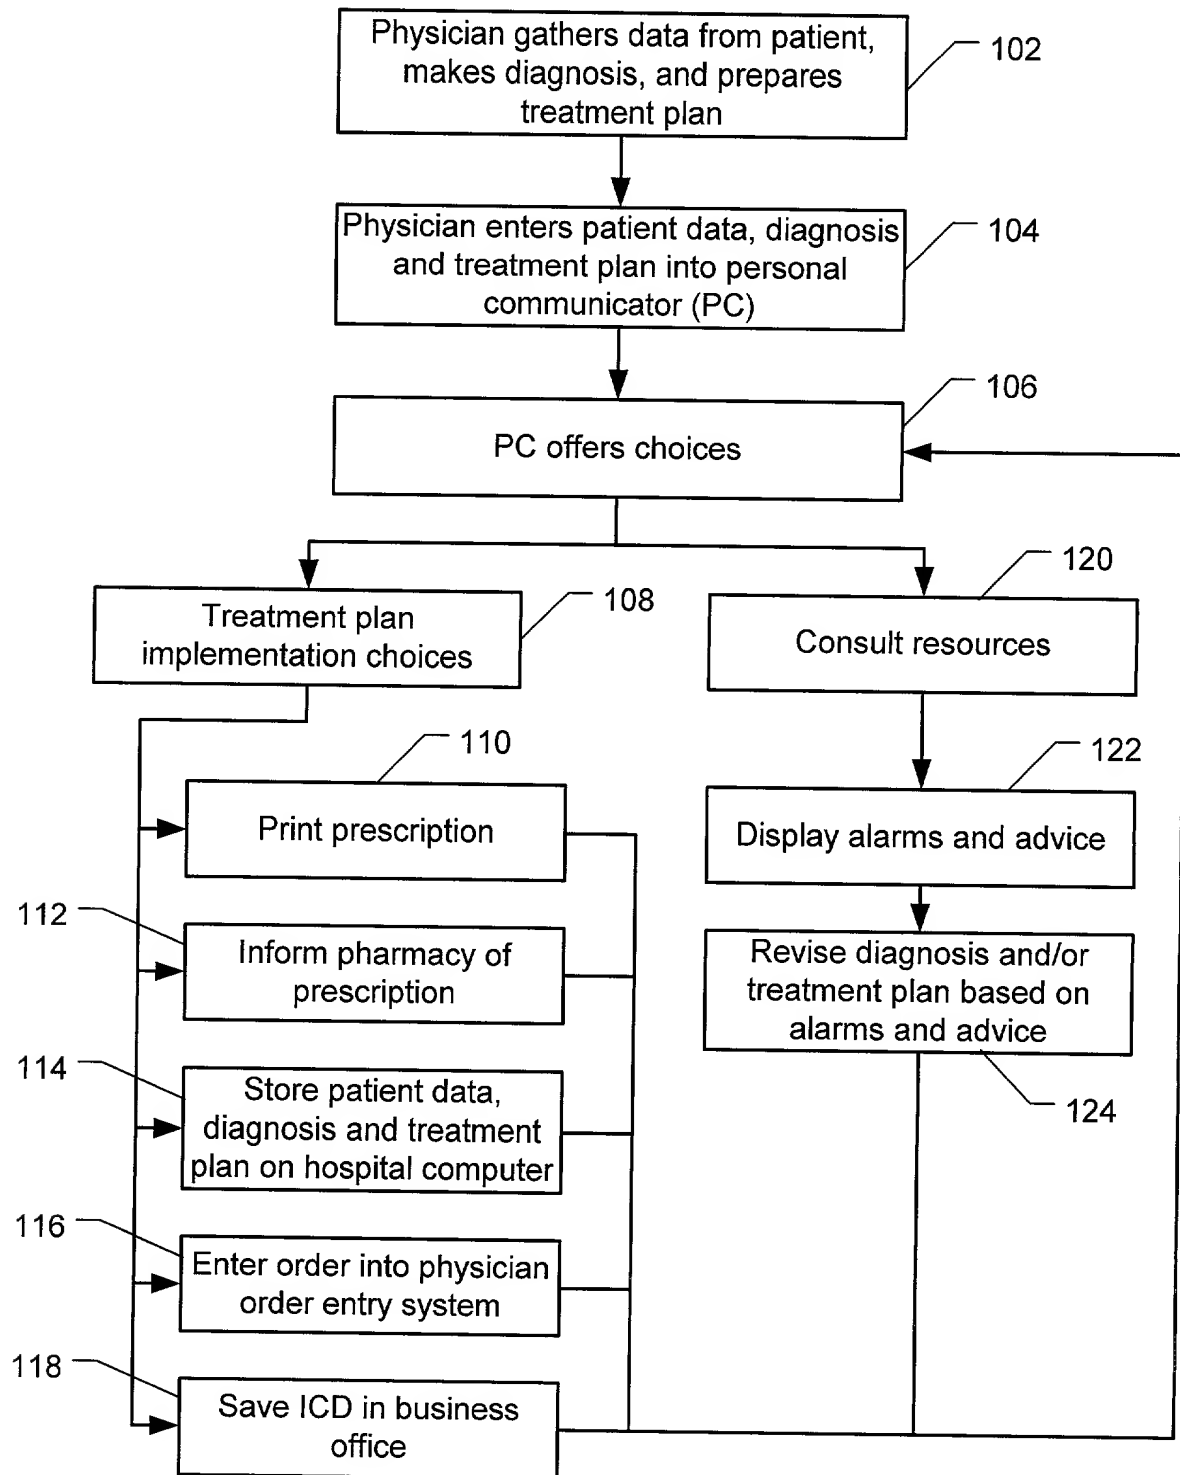 Physician gathers data from patient,
makes diagnosis, and prepares
treatment plan
102
Physician enters patient data, diagnosis
and treatment plan into personal
communicator (PC)
104
106
PC offers choices
Treatment plan
implementation choices
108
120
Consult resources
110
Print prescription
122
Display alarms and advice
112
Inform pharmacy of
prescription
Revise diagnosis and/or
treatment plan based on
alarms and advice
124
114
Store patient data,
diagnosis and treatment
plan on hospital computer
116
Enter order into physician
order entry system
118
Save ICD in business
office